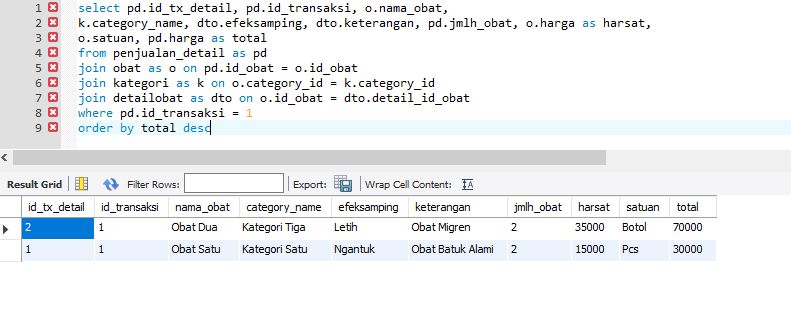 1 select pd.id_tx_detail, pd.id_transaksi, o.nama_obat,
2 k.category_name, dto.efeksamping, dto.keterangan, pd.jmlh_obat, o.harga as harsat,
3 o.satuan, pd.harga as total
4 from penjualan_detail as pd
5 join obat as o on pd.id_obat = o.id_obat
6 join kategori as k on o.category_id = k.category_id
7 join detailobat as dto on o.id_obat = dto.detail_id_obat
8 where pd.id_transaksi = 1
9 order by total desc
Result Grid Filter Rows: Export: Wrap Cell Content:
id_tx_detail id_transaksi nama_obat category_name efeksamping keterangan jmlh_obat harsat satuan total
2 1 Obat Dua Kategori Tiga Letih Obat Migren 2 35000 Botol 70000
1 1 Obat Satu Kategori Satu Ngantuk Obat Batuk Alami 2 15000 Pcs 30000